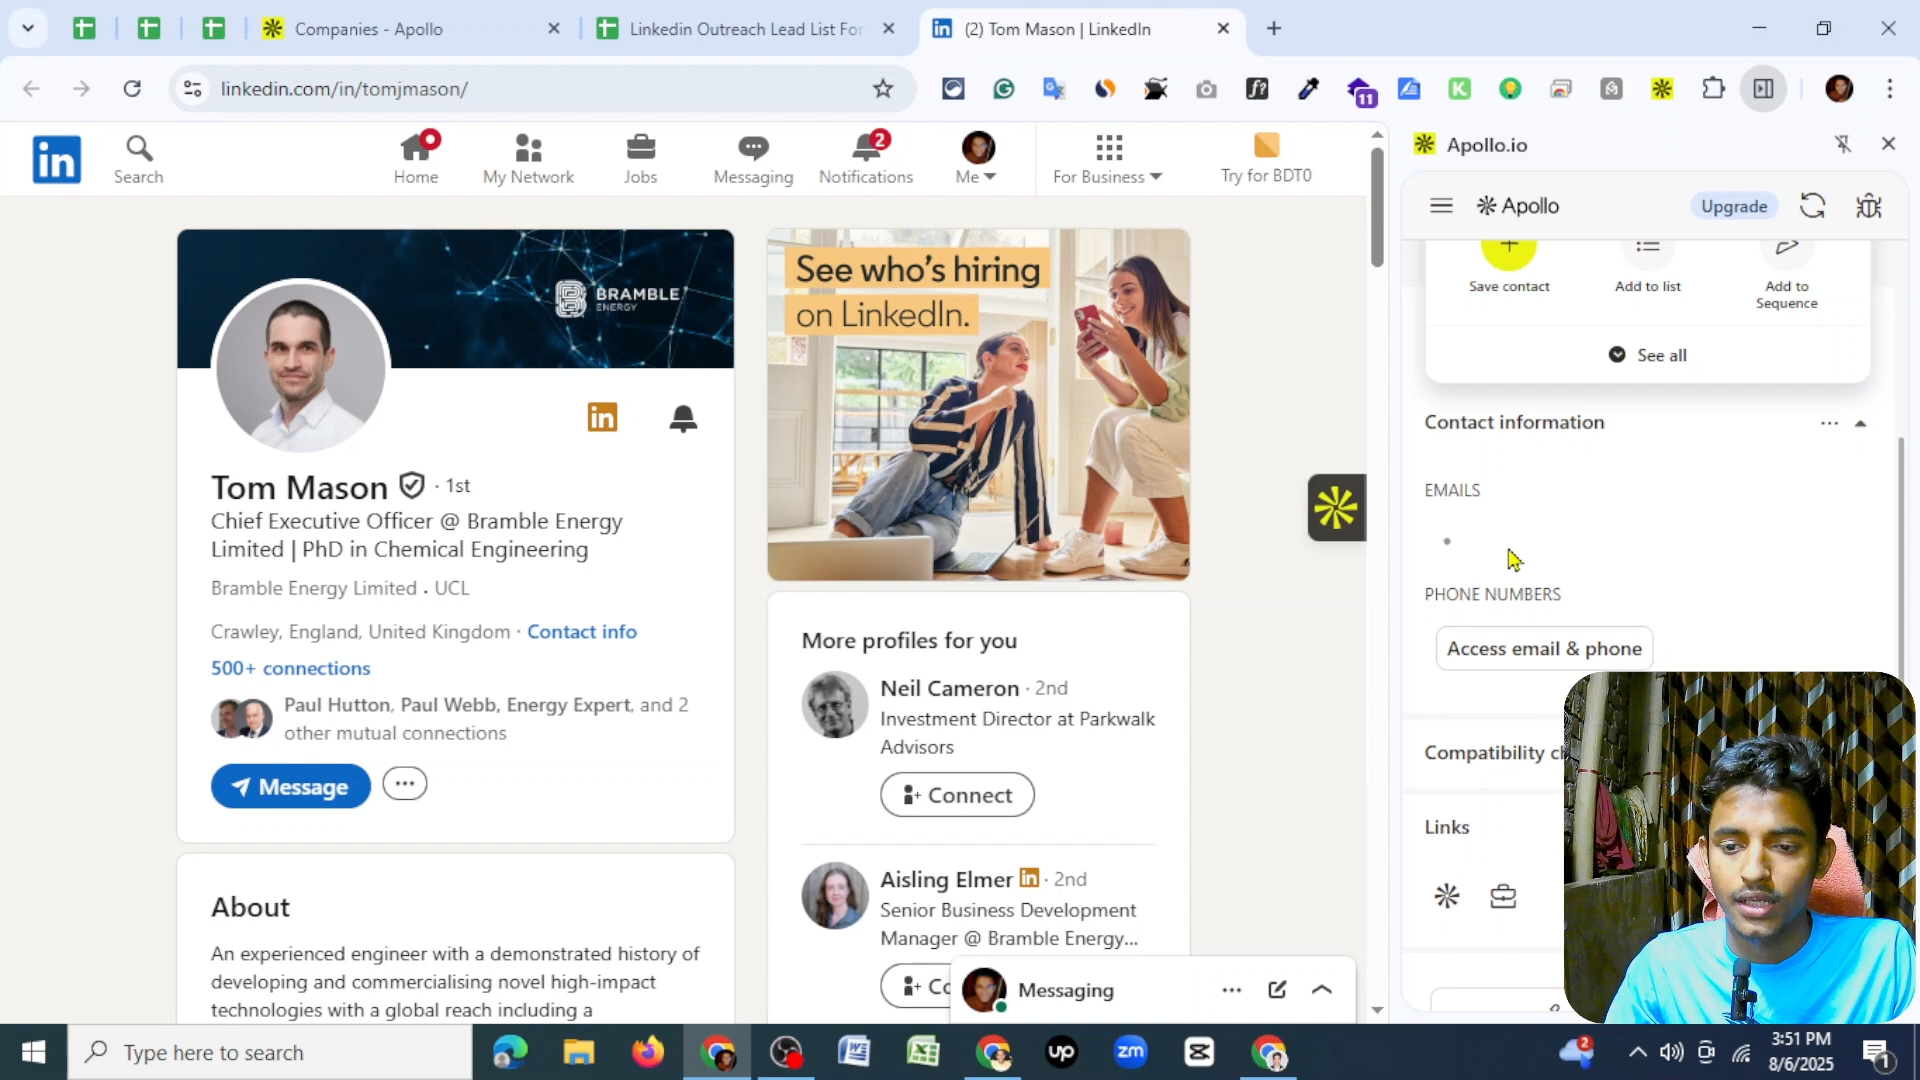 Companies - Apollo
Linkedin Outreach Lead List For
(2) Tom Mason | LinkedIn
linkedin.com/in/tomjmason/
11
Search
Home
My Network
Jobs
Messaging
2
Notifications
Me
For Business
Try for BDT0
Apollo.io
Apollo
Upgrade
Save contact
Add to list
Add to
Sequence
See all
Contact information
EMAILS
PHONE NUMBERS
Access email & phone
Links
BRAMBLE
ENERGY
Tom Mason · 1st
Chief Executive Officer @ Bramble Energy
Limited | PhD in Chemical Engineering
Bramble Energy Limited . UCL
Crawley, England, United Kingdom · Contact info
500+ connections
Paul Hutton, Paul Webb, Energy Expert, and 2
other mutual connections
Message
About
An experienced engineer with a demonstrated history of
developing and commercialising novel high-impact
technologies with a global reach including a
See who's hiring
on LinkedIn.
More profiles for you
Neil Cameron · 2nd
Investment Director at Parkwalk
Advisors
Connect
Aisling Elmer · 2nd
Senior Business Development
Manager @ Bramble Energy...
Messaging
Type here to search
up
zm
2
3:51 PM
8/6/2025
1